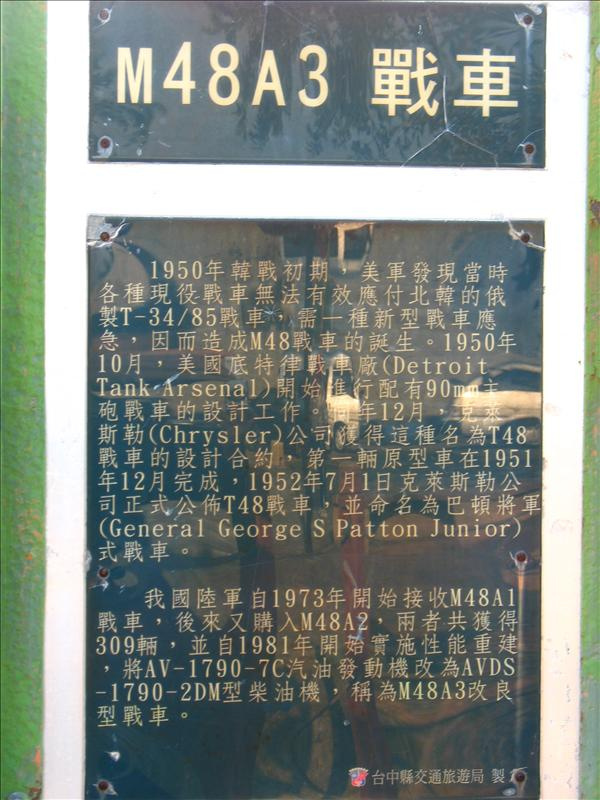 M48A3 戰車
1950年韓戰初期，美軍發現當時
各種現役戰車無法有效應付北韓的俄
製T-34/85戰車，需一種新型戰車應
急，因而造成M48戰車的誕生。1950年
10月，美國底特律戰車廠(Detroit
Tank Arsenal)開始進行配有90mm主
砲戰車的設計工作。同年12月，克萊
斯勒(Chrysler)公司獲得這種名為T48
戰車的設計合約，第一輛原型車在1951
年12月完成，1952年7月1日克萊斯勒公
司正式公佈T48戰車，並命名為巴頓將軍
(General George S Patton Junior)
式戰車。
我國陸軍自1973年開始接收M48A1
戰車，後來又購入M48A2，兩者共獲得
309輛，並自1981年開始實施性能重建
，將AV-1790-7C汽油發動機改為AVDS
-1790-2DM型柴油機，稱為M48A3改良
型戰車。
台中縣交通旅遊局 製